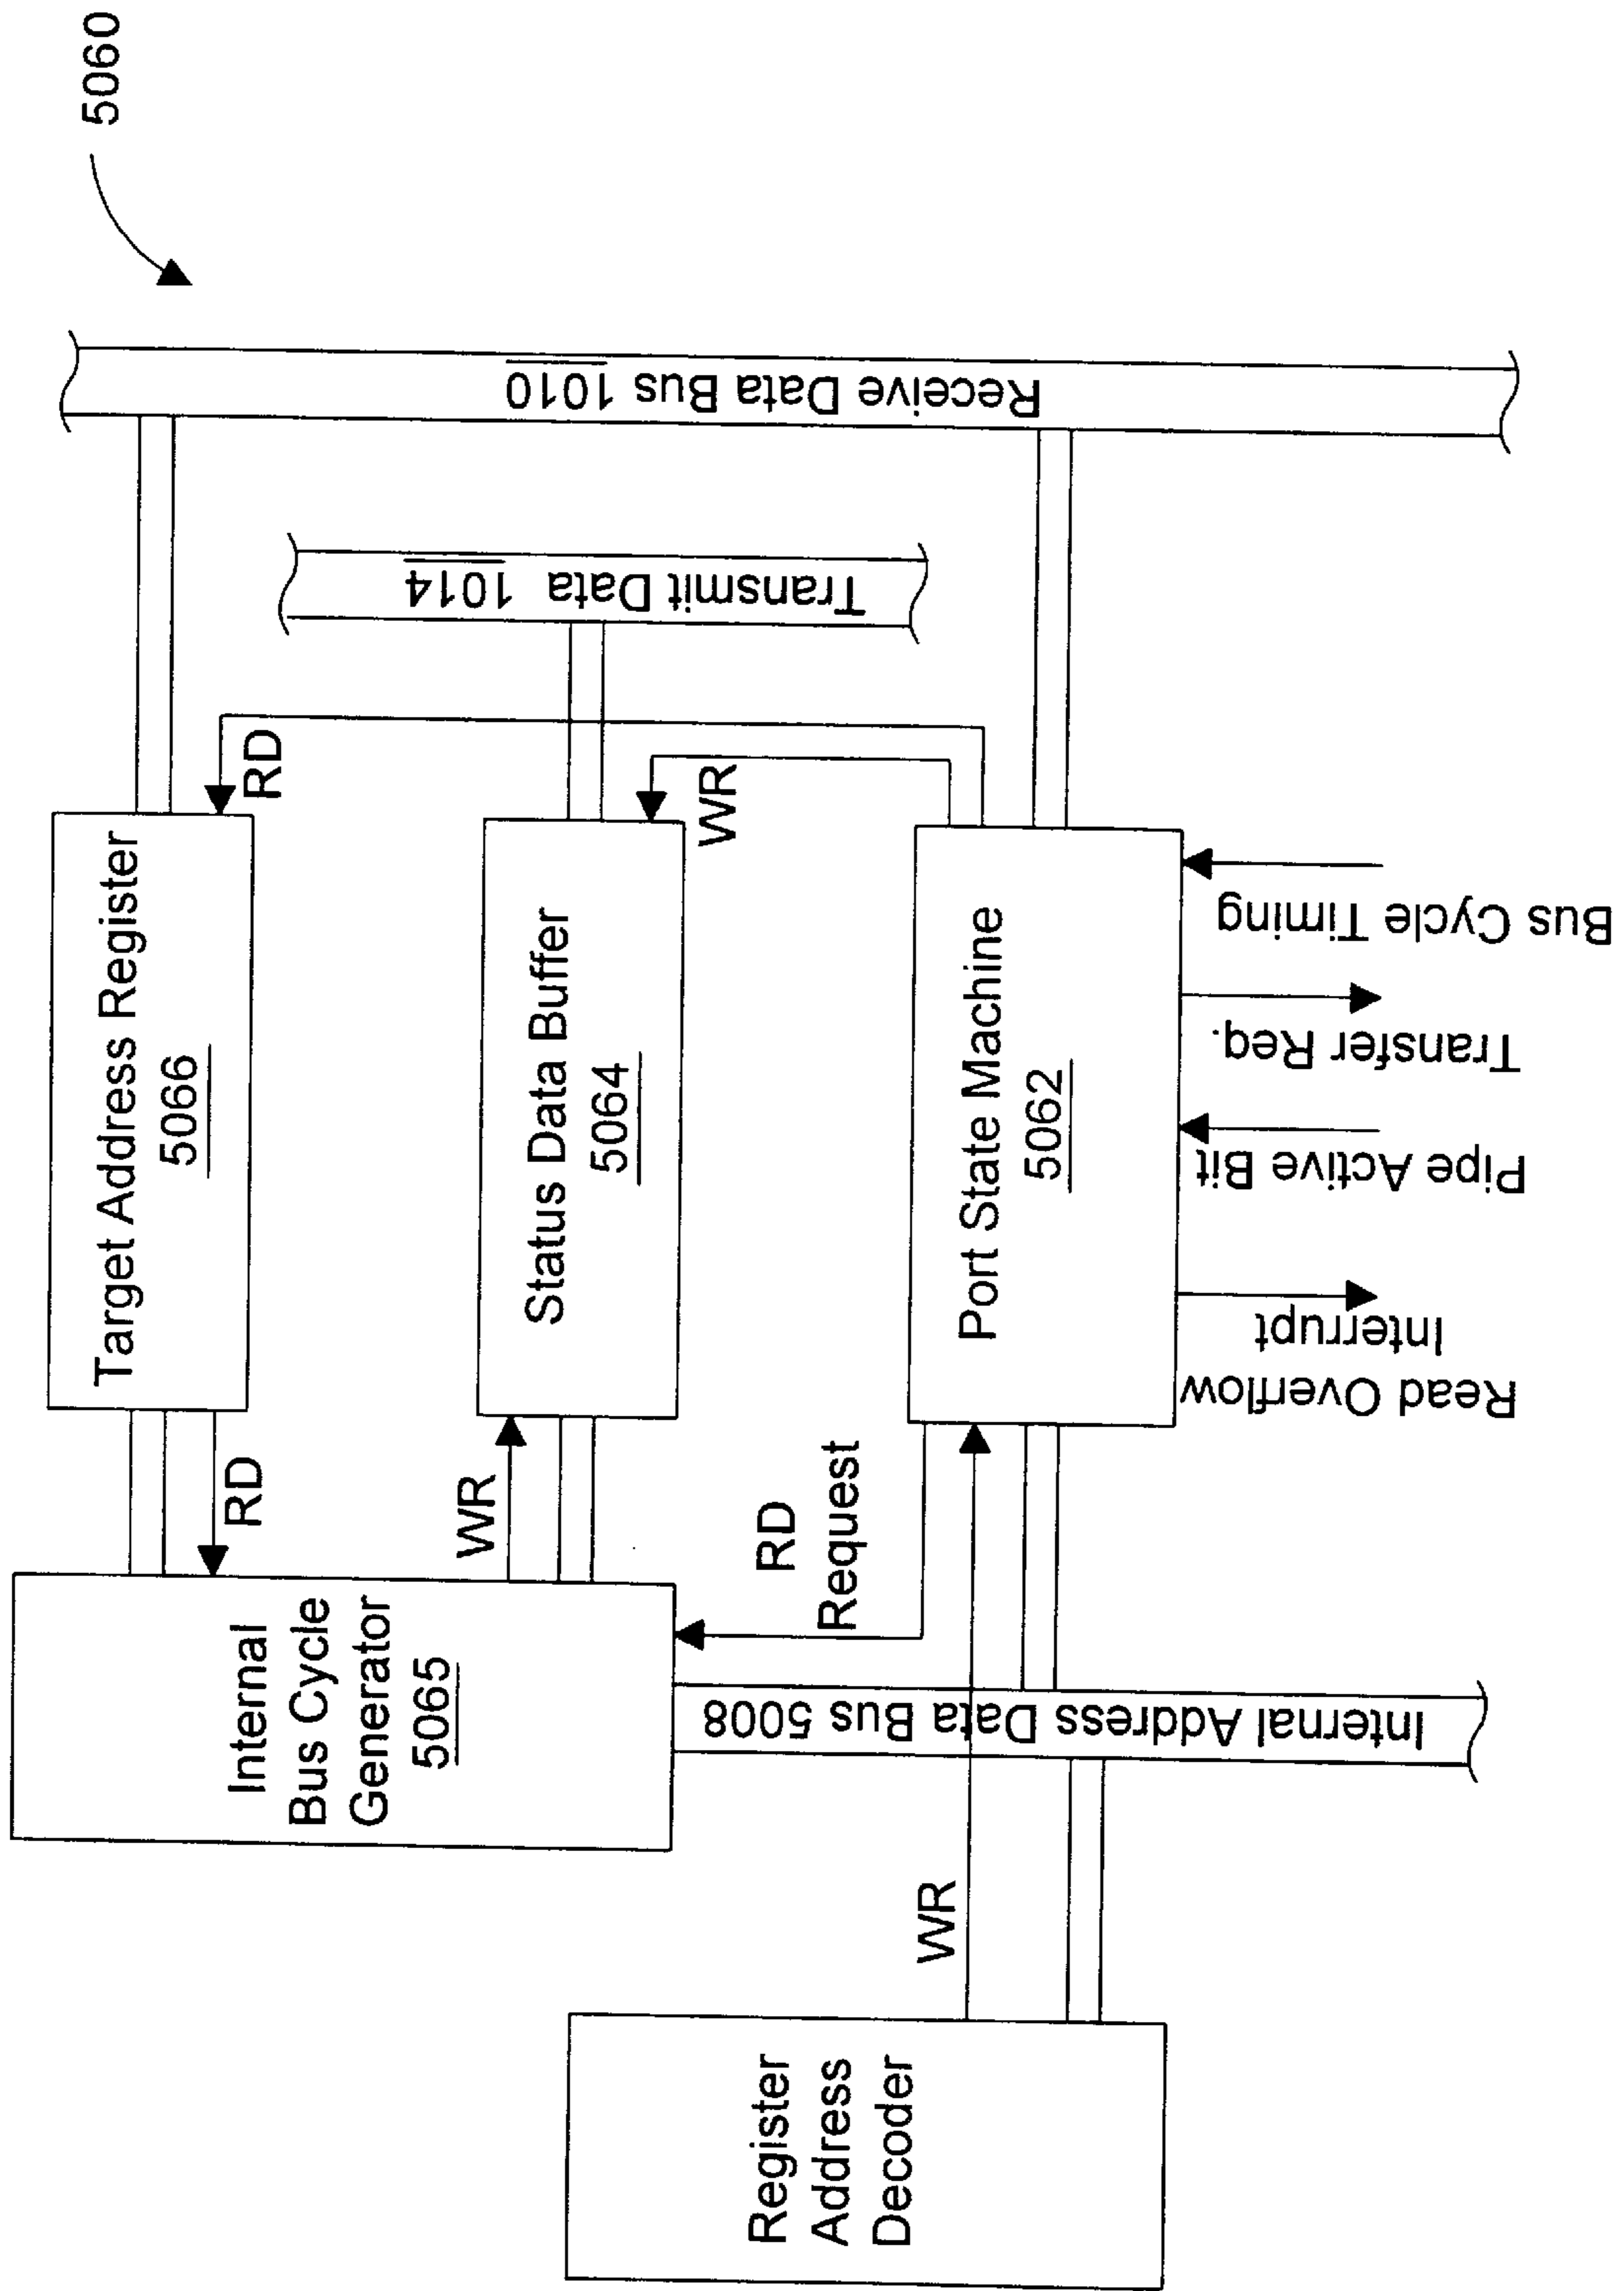 5060
Target Address Register
5066
RD
RD
Internal
Bus Cycle
Generator
5065
Status Data Buffer
5064
WR
WR
Transmit Data 1014
Receive Data Bus 1010
RD
Request
Port State Machine
5062
Internal Address Data Bus 5008
WR
Register
Address
Decoder
Read Overflow
Interrupt
Pipe Active Bit
Transfer Req.
Bus Cycle Timing